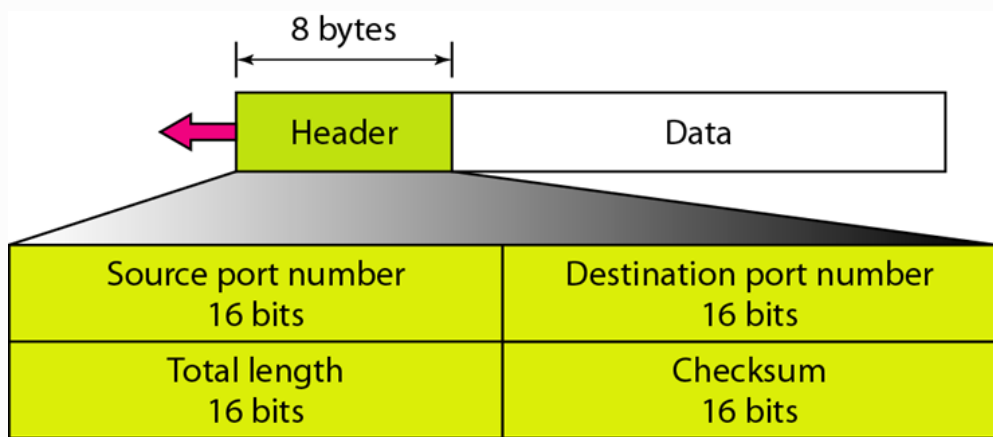 8 bytes
Header
Data
Source port number
16 bits
Destination port number
16 bits
Total length
16 bits
Checksum
16 bits